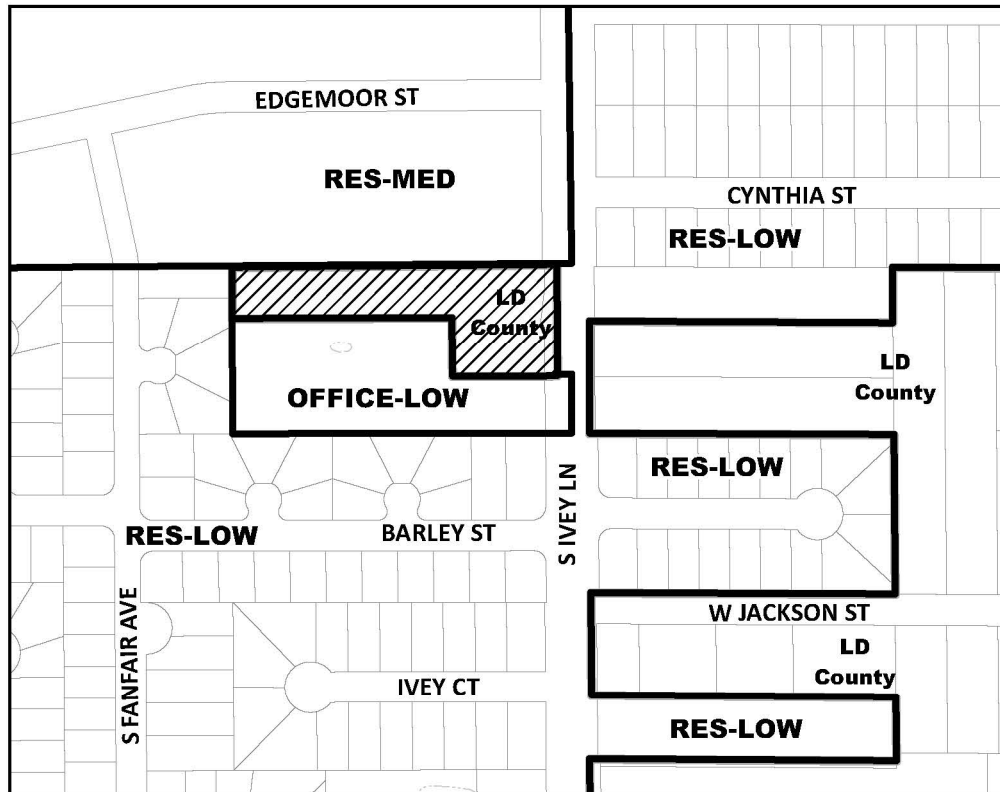 EDGEMOOR ST
RES-MED
CYNTHIA ST
RES-LOW
LD
County
LD
County
OFFICE-LOW
RES-LOW
S IVEY LN
BARLEY ST
RES-LOW
S FANFAIR AVE
W JACKSON ST
LD
County
IVEY CT
RES-LOW